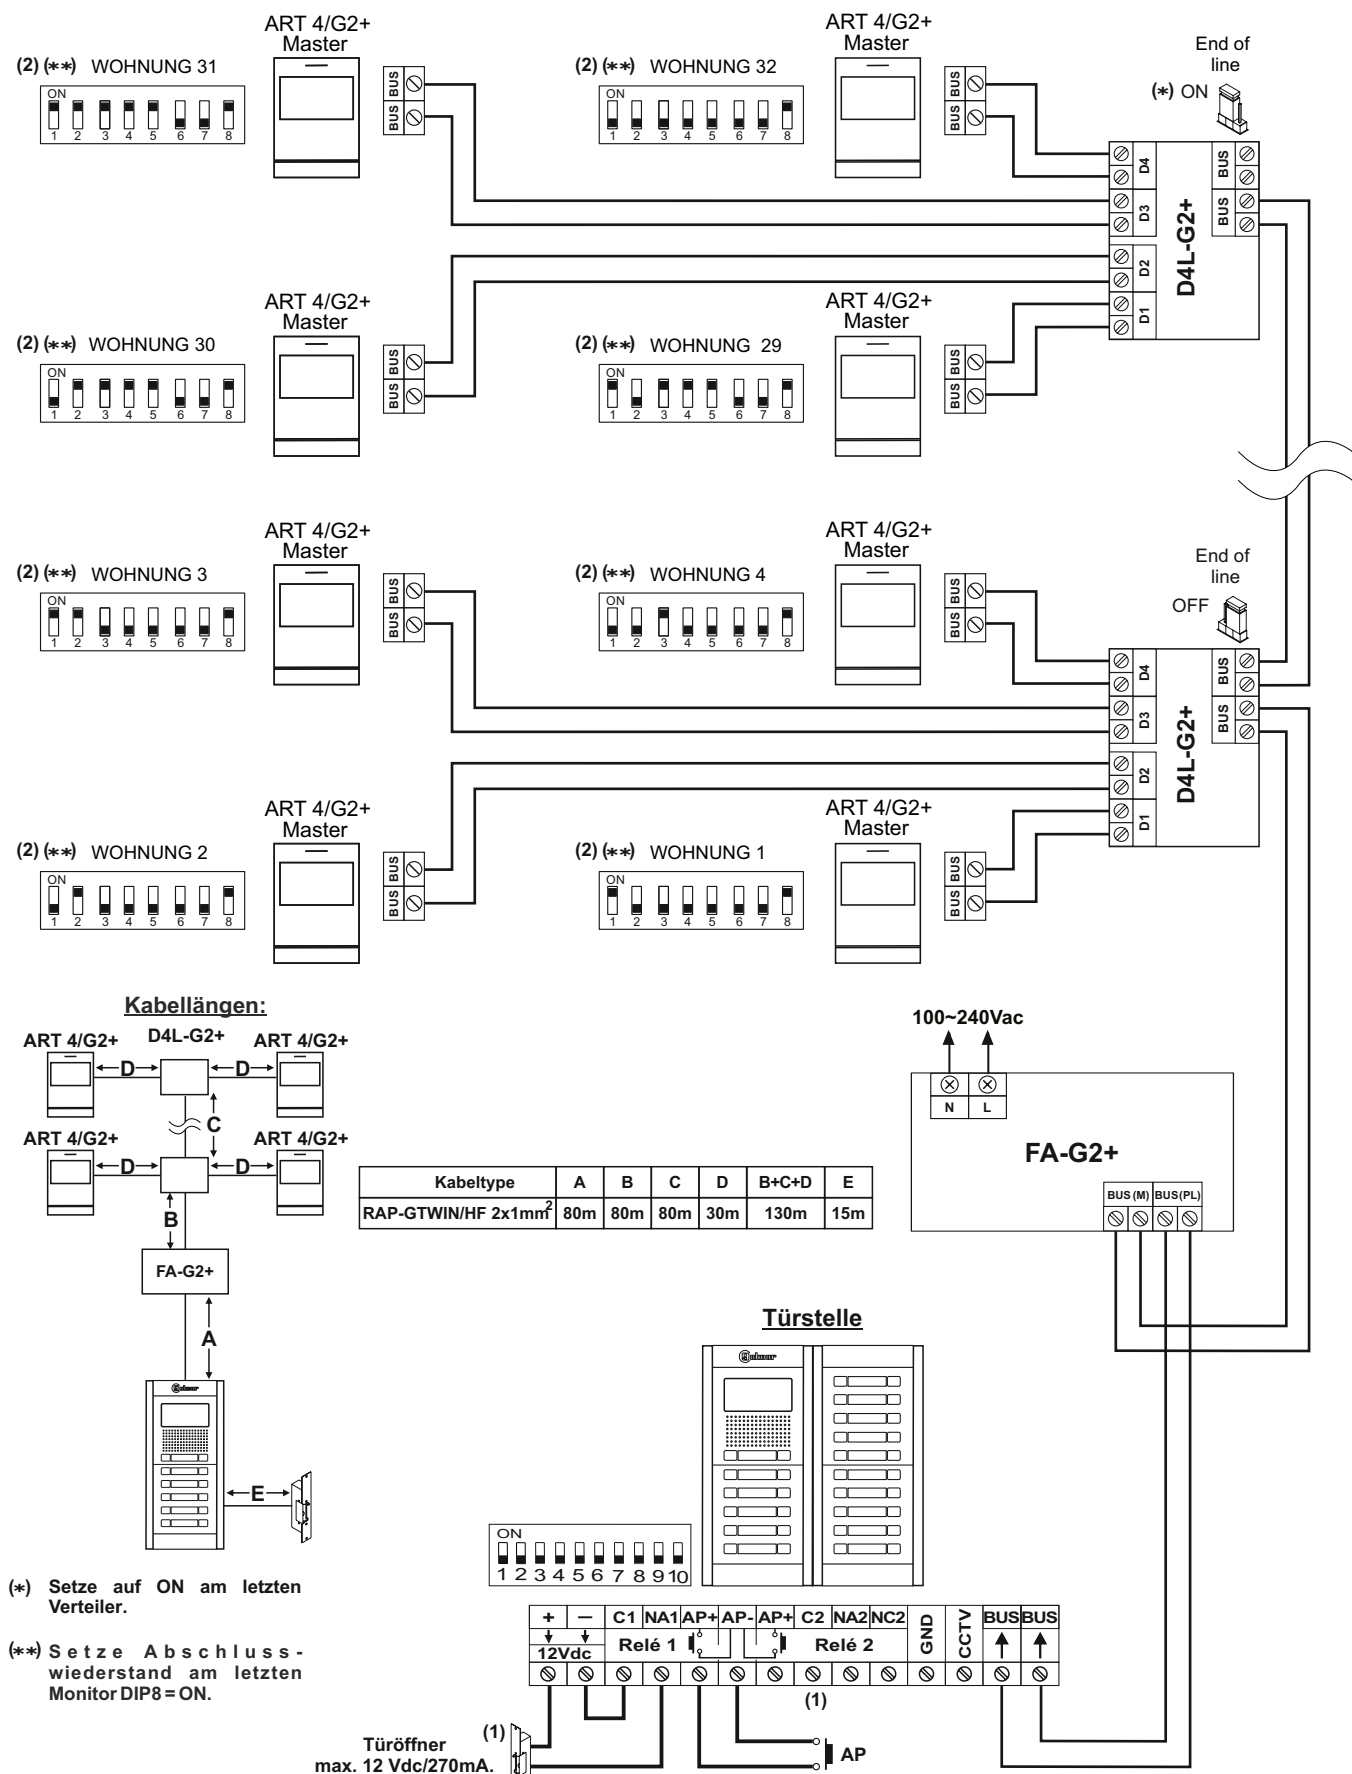 ART 4/G2+
Master
(2) (**) WOHNUNG 31
ON
1 2 3 4 5 6 7 8
BUS
BUS
ART 4/G2+
Master
(2) (**) WOHNUNG 32
ON
1 2 3 4 5 6 7 8
BUS
BUS
End of
line
(*) ON
D4
D3
D2
D1
D4L-G2+
BUS
BUS
ART 4/G2+
Master
(2) (**) WOHNUNG 30
ON
1 2 3 4 5 6 7 8
BUS
BUS
ART 4/G2+
Master
(2) (**) WOHNUNG 29
ON
1 2 3 4 5 6 7 8
BUS
BUS
ART 4/G2+
Master
(2) (**) WOHNUNG 3
ON
1 2 3 4 5 6 7 8
BUS
BUS
ART 4/G2+
Master
(2) (**) WOHNUNG 4
ON
1 2 3 4 5 6 7 8
BUS
BUS
End of
line
OFF
D4
D3
D2
D1
D4L-G2+
BUS
BUS
ART 4/G2+
Master
(2) (**) WOHNUNG 2
ON
1 2 3 4 5 6 7 8
BUS
BUS
ART 4/G2+
Master
(2) (**) WOHNUNG 1
ON
1 2 3 4 5 6 7 8
BUS
BUS
Kabellängen:
ART 4/G2+ D4L-G2+ ART 4/G2+
D D
C
ART 4/G2+ ART 4/G2+
D D
B
FA-G2+
A
Golmar
E
Kabeltype A B C D B+C+D E
RAP-GTWIN/HF 2x1mm² 80m 80m 80m 30m 130m 15m
100~240Vac
N L
FA-G2+
BUS (M) BUS(PL)
Türstelle
Golmar
ON
1 2 3 4 5 6 7 8 9 10
(*) Setze auf ON am letzten
Verteiler.
(**) Setze Abschluss-
wiederstand am letzten
Monitor DIP8 = ON.
+ – C1 NA1 AP+ AP- AP+ C2 NA2 NC2 GND CCTV BUS BUS
12Vdc Relé 1 Relé 2
(1)
(1)
Türöffner
max. 12 Vdc/270mA.
AP